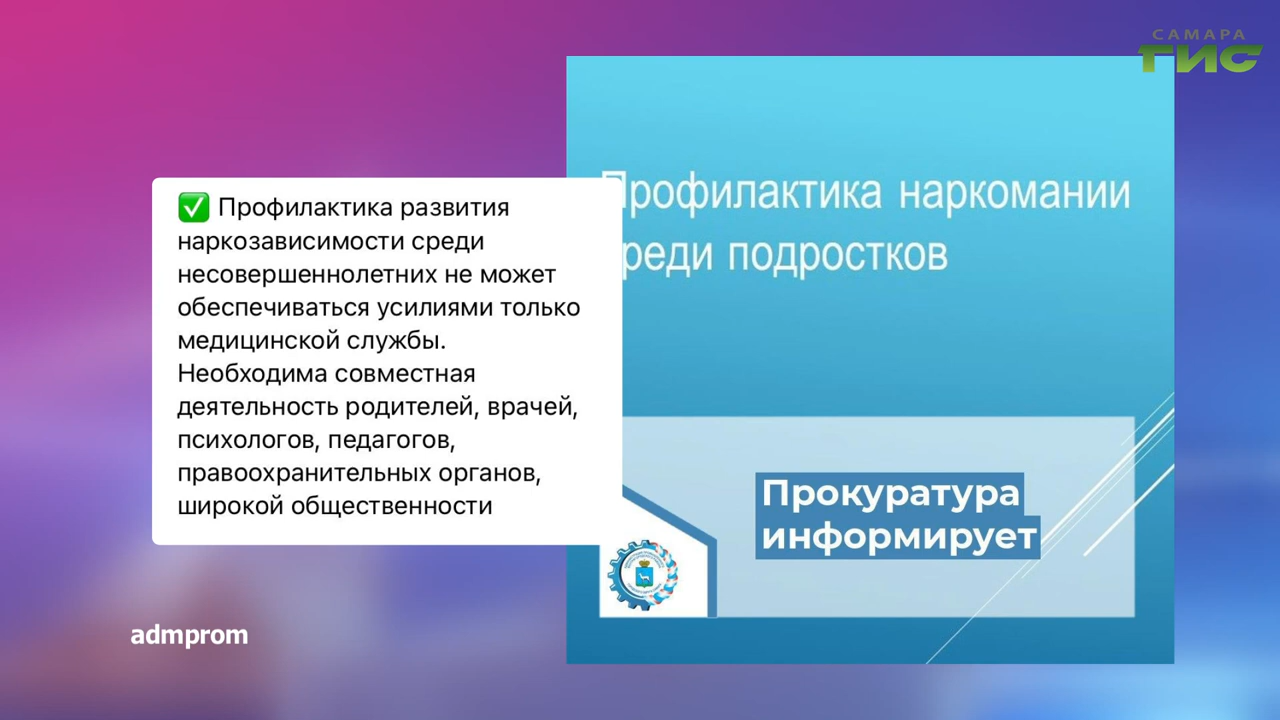 САМАРА
ГИС
✅ Профилактика развития
наркозависимости среди
несовершеннолетних не может
обеспечиваться усилиями только
медицинской службы.
Необходима совместная
деятельность родителей, врачей,
психологов, педагогов,
правоохранительных органов,
широкой общественности
Профилактика наркомании
среди подростков
Прокуратура
информирует
admprom